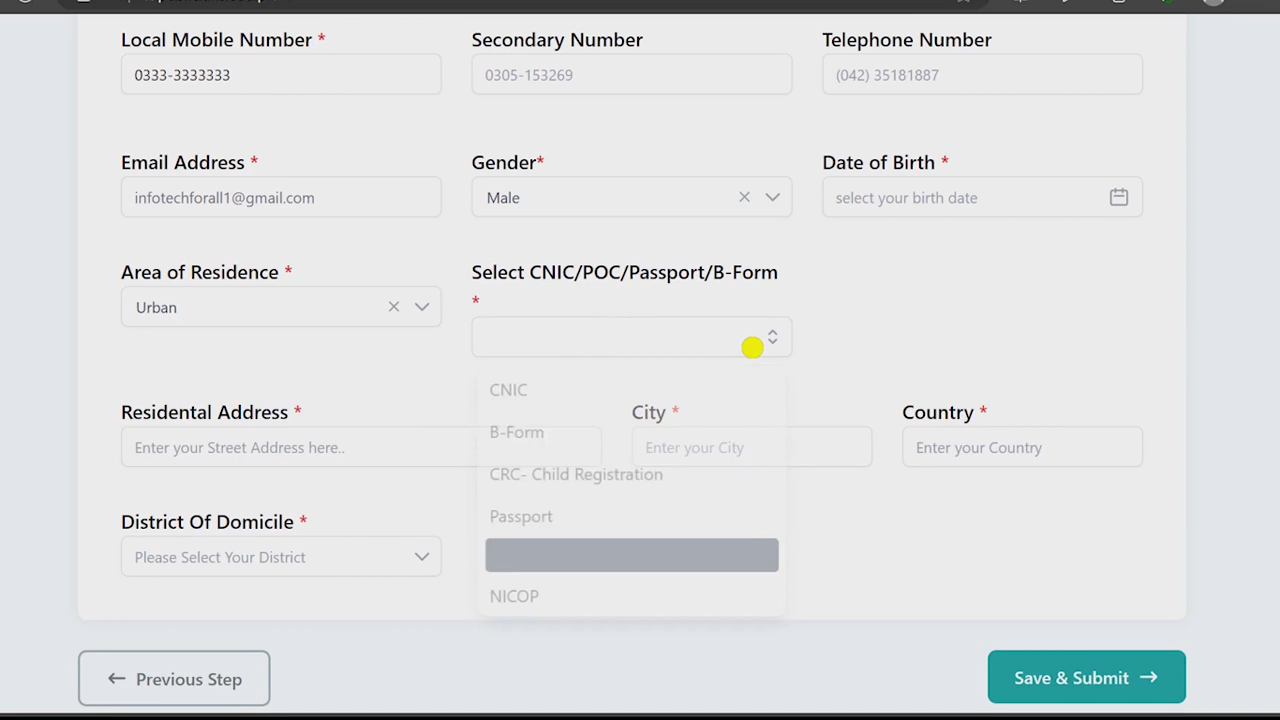 Local Mobile Number * Secondary Number Telephone Number
0333-3333333 0305-153269 (042) 35181887
Email Address * Gender* Date of Birth *
infotechforall1@gmail.com Male select your birth date
Area of Residence * Select CNIC/POC/Passport/B-Form
*
Urban
CNIC
Residental Address * City * Country *
B-Form
Enter your Street Address here.. Enter your City Enter your Country
CRC- Child Registration
Passport
District Of Domicile *
Please Select Your District
NICOP
Previous Step Save & Submit